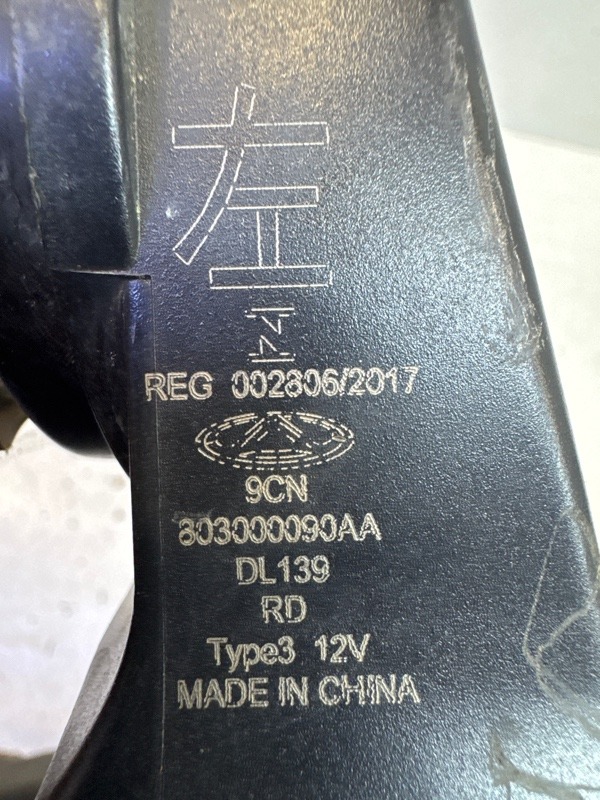 左
REG 002806/2017
9CN
803000090AA
DL139
RD
Type3 12V
MADE IN CHINA